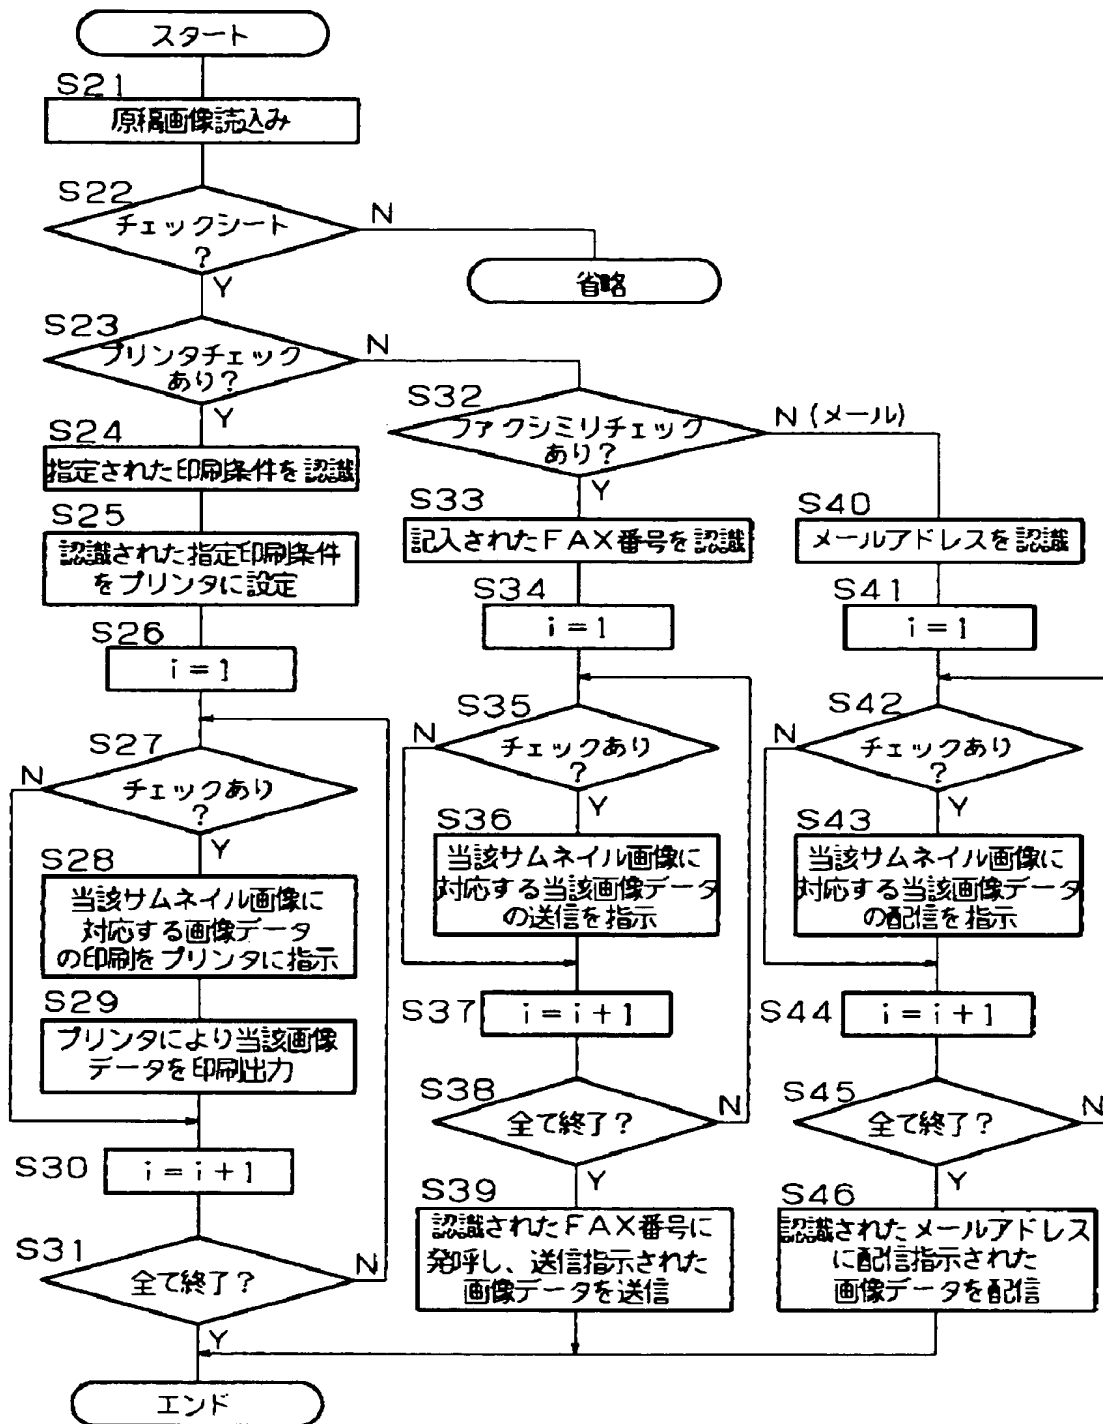 スタート
S21
原稿画像読込み
S22
チェックシート
?
N
Y
省略
S23
プリンタチェック
あり?
N
Y
S24
指定された印刷条件を認識
S25
認識された指定印刷条件
をプリンタに設定
S26
i=1
S27
チェックあり
?
N
Y
S28
当該サムネイル画像に
対応する画像データ
の印刷をプリンタに指示
S29
プリンタにより当該画像
データを印刷出力
S30
i=i+1
S31
全て終了?
N
Y
エンド
S32
ファクシミリチェック
あり?
N(メール)
Y
S33
記入されたFAX番号を認識
S34
i=1
S35
チェックあり
?
N
Y
S36
当該サムネイル画像に
対応する当該画像データ
の送信を指示
S37
i=i+1
S38
全て終了?
N
Y
S39
認識されたFAX番号に
発呼し、送信指示された
画像データを送信
S40
メールアドレスを認識
S41
i=1
S42
チェックあり
?
N
Y
S43
当該サムネイル画像に
対応する当該画像データ
の配信を指示
S44
i=i+1
S45
全て終了?
N
Y
S46
認識されたメールアドレス
に配信指示された
画像データを配信